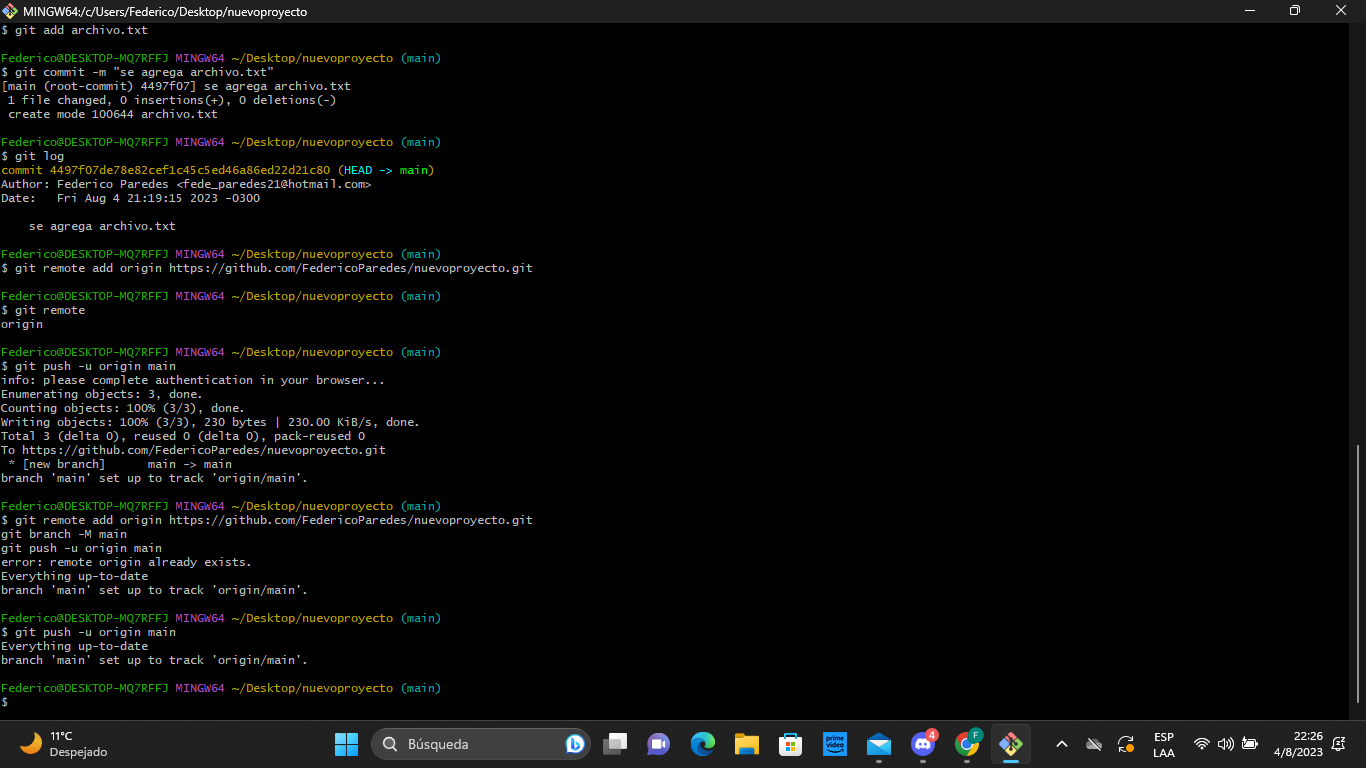 MINGW64:/c/Users/Federico/Desktop/nuevoproyecto
$ git add archivo.txt
Federico@DESKTOP-MQ7RFFJ MINGW64 ~/Desktop/nuevoproyecto (main)
$ git commit -m "se agrega archivo.txt"
[main (root-commit) 4497f07] se agrega archivo.txt
 1 file changed, 0 insertions(+), 0 deletions(-)
 create mode 100644 archivo.txt
Federico@DESKTOP-MQ7RFFJ MINGW64 ~/Desktop/nuevoproyecto (main)
$ git log
commit 4497f07de78e82cef1c45c5ed46a86ed22d21c80 (HEAD -> main)
Author: Federico Paredes <fede_paredes21@hotmail.com>
Date:   Fri Aug 4 21:19:15 2023 -0300
    se agrega archivo.txt
Federico@DESKTOP-MQ7RFFJ MINGW64 ~/Desktop/nuevoproyecto (main)
$ git remote add origin https://github.com/FedericoParedes/nuevoproyecto.git
Federico@DESKTOP-MQ7RFFJ MINGW64 ~/Desktop/nuevoproyecto (main)
$ git remote
origin
Federico@DESKTOP-MQ7RFFJ MINGW64 ~/Desktop/nuevoproyecto (main)
$ git push -u origin main
info: please complete authentication in your browser...
Enumerating objects: 3, done.
Counting objects: 100% (3/3), done.
Writing objects: 100% (3/3), 230 bytes | 230.00 KiB/s, done.
Total 3 (delta 0), reused 0 (delta 0), pack-reused 0
To https://github.com/FedericoParedes/nuevoproyecto.git
 * [new branch]      main -> main
branch 'main' set up to track 'origin/main'.
Federico@DESKTOP-MQ7RFFJ MINGW64 ~/Desktop/nuevoproyecto (main)
$ git remote add origin https://github.com/FedericoParedes/nuevoproyecto.git
git branch -M main
git push -u origin main
error: remote origin already exists.
Everything up-to-date
branch 'main' set up to track 'origin/main'.
Federico@DESKTOP-MQ7RFFJ MINGW64 ~/Desktop/nuevoproyecto (main)
$ git push -u origin main
Everything up-to-date
branch 'main' set up to track 'origin/main'.
Federico@DESKTOP-MQ7RFFJ MINGW64 ~/Desktop/nuevoproyecto (main)
$
11°C
Despejado
Búsqueda
prime video
4
F
ESP
LAA
22:26
4/8/2023